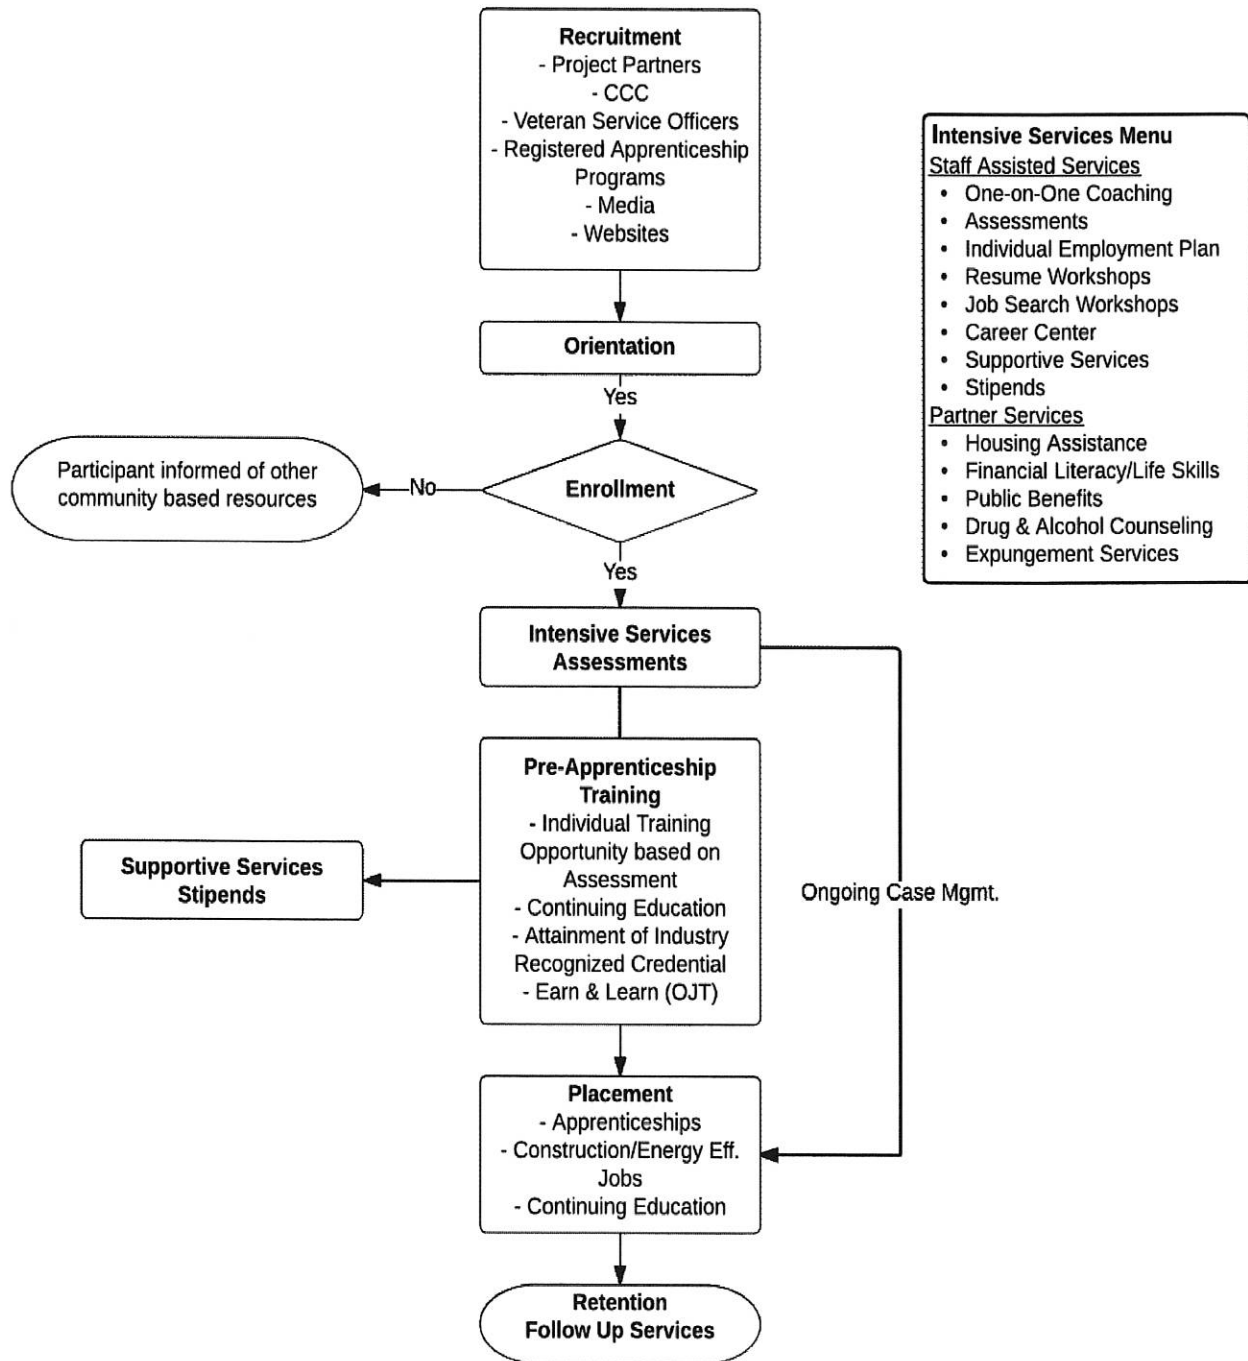 Recruitment
- Project Partners
- CCC
- Veteran Service Officers
- Registered Apprenticeship
Programs
- Media
- Websites
Intensive Services Menu
Staff Assisted Services
• One-on-One Coaching
• Assessments
• Individual Employment Plan
• Resume Workshops
• Job Search Workshops
• Career Center
• Supportive Services
• Stipends
Partner Services
• Housing Assistance
• Financial Literacy/Life Skills
• Public Benefits
• Drug & Alcohol Counseling
• Expungement Services
Orientation
Yes
Participant informed of other
community based resources
No
Enrollment
Yes
Intensive Services
Assessments
Pre-Apprenticeship
Training
- Individual Training
Opportunity based on
Assessment
- Continuing Education
- Attainment of Industry
Recognized Credential
- Earn & Learn (OJT)
Supportive Services
Stipends
Ongoing Case Mgmt.
Placement
- Apprenticeships
- Construction/Energy Eff.
Jobs
- Continuing Education
Retention
Follow Up Services